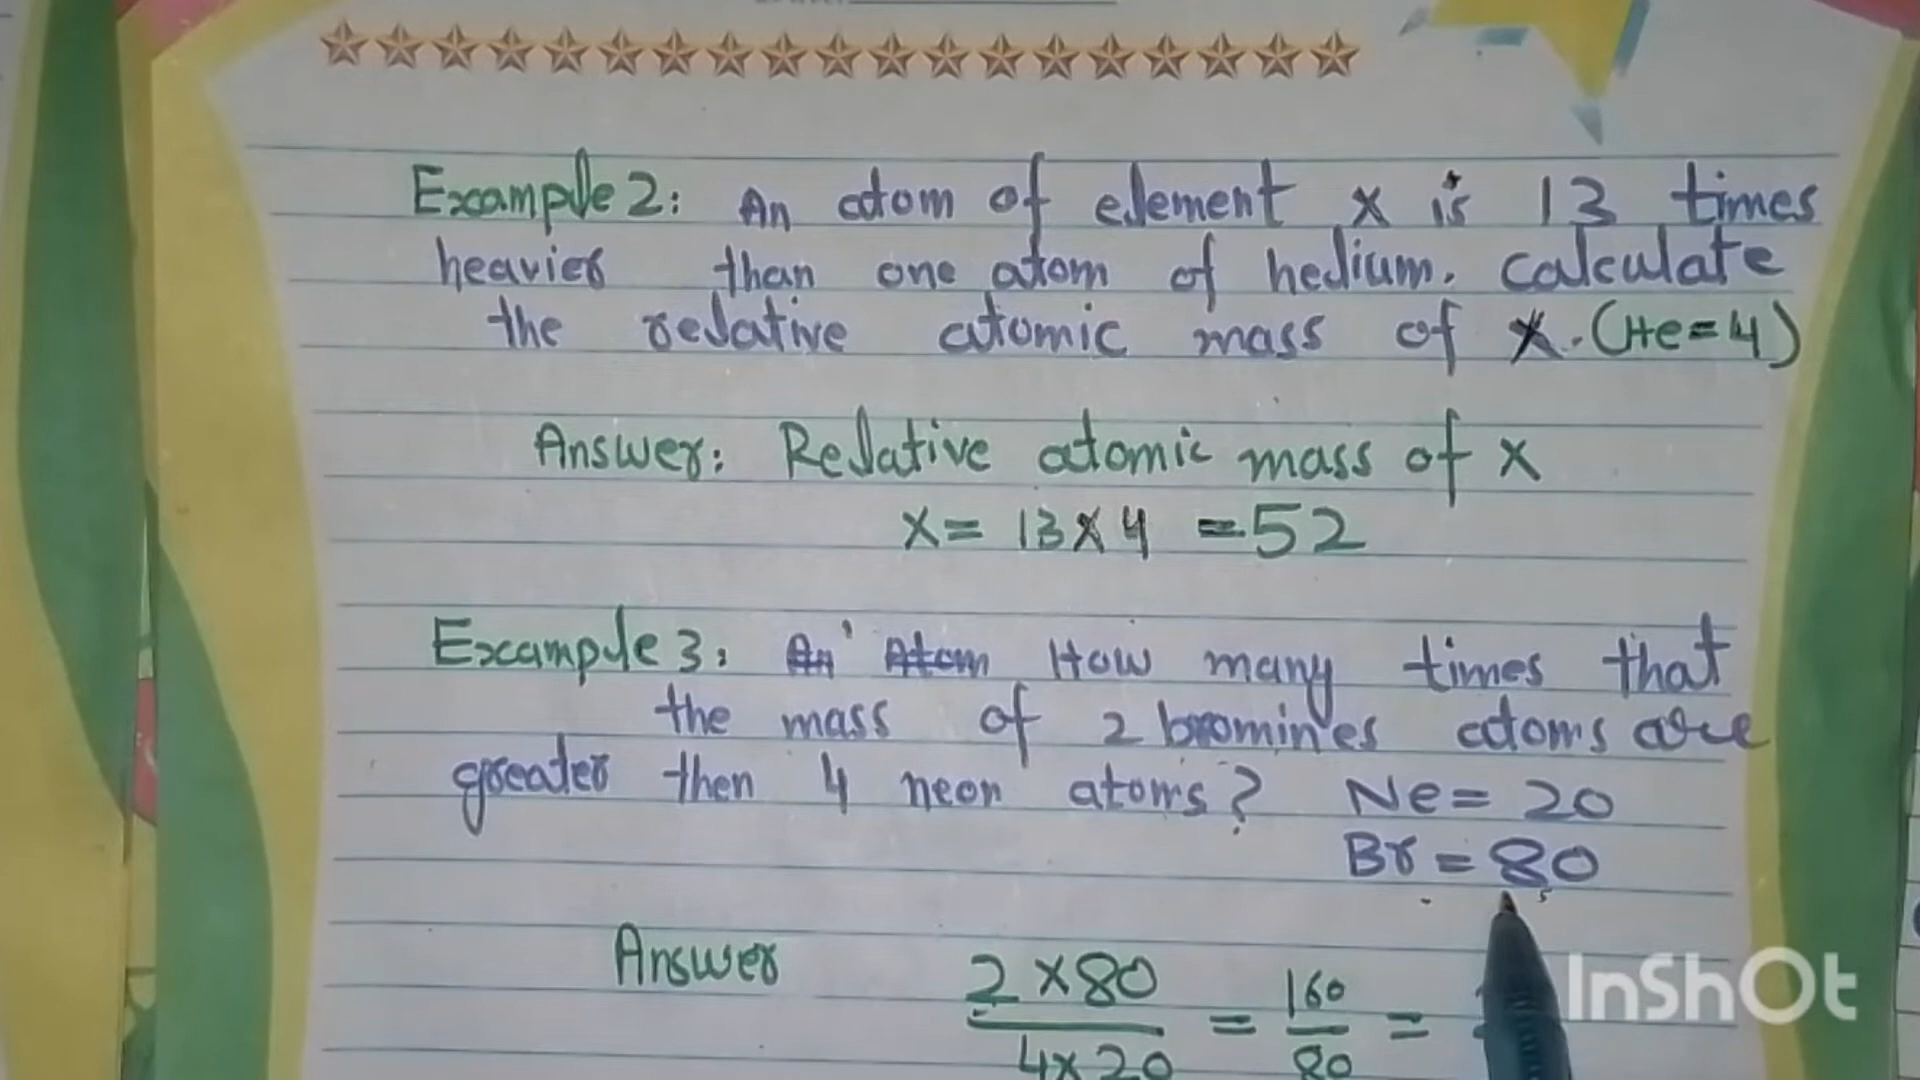 Example 2: An atom of element x is 13 times
heavier than one atom of helium. calculate
the relative atomic mass of x. (He=4)
Answer: Relative atomic mass of x
x = 13 x 4 = 52
Example 3: An Atom How many times that
the mass of 2 bromines atoms are
greater then 4 neon atoms? Ne = 20
Br = 80
Answer 2 x 80 / 4 x 20 = 160 / 80 =
InShOt